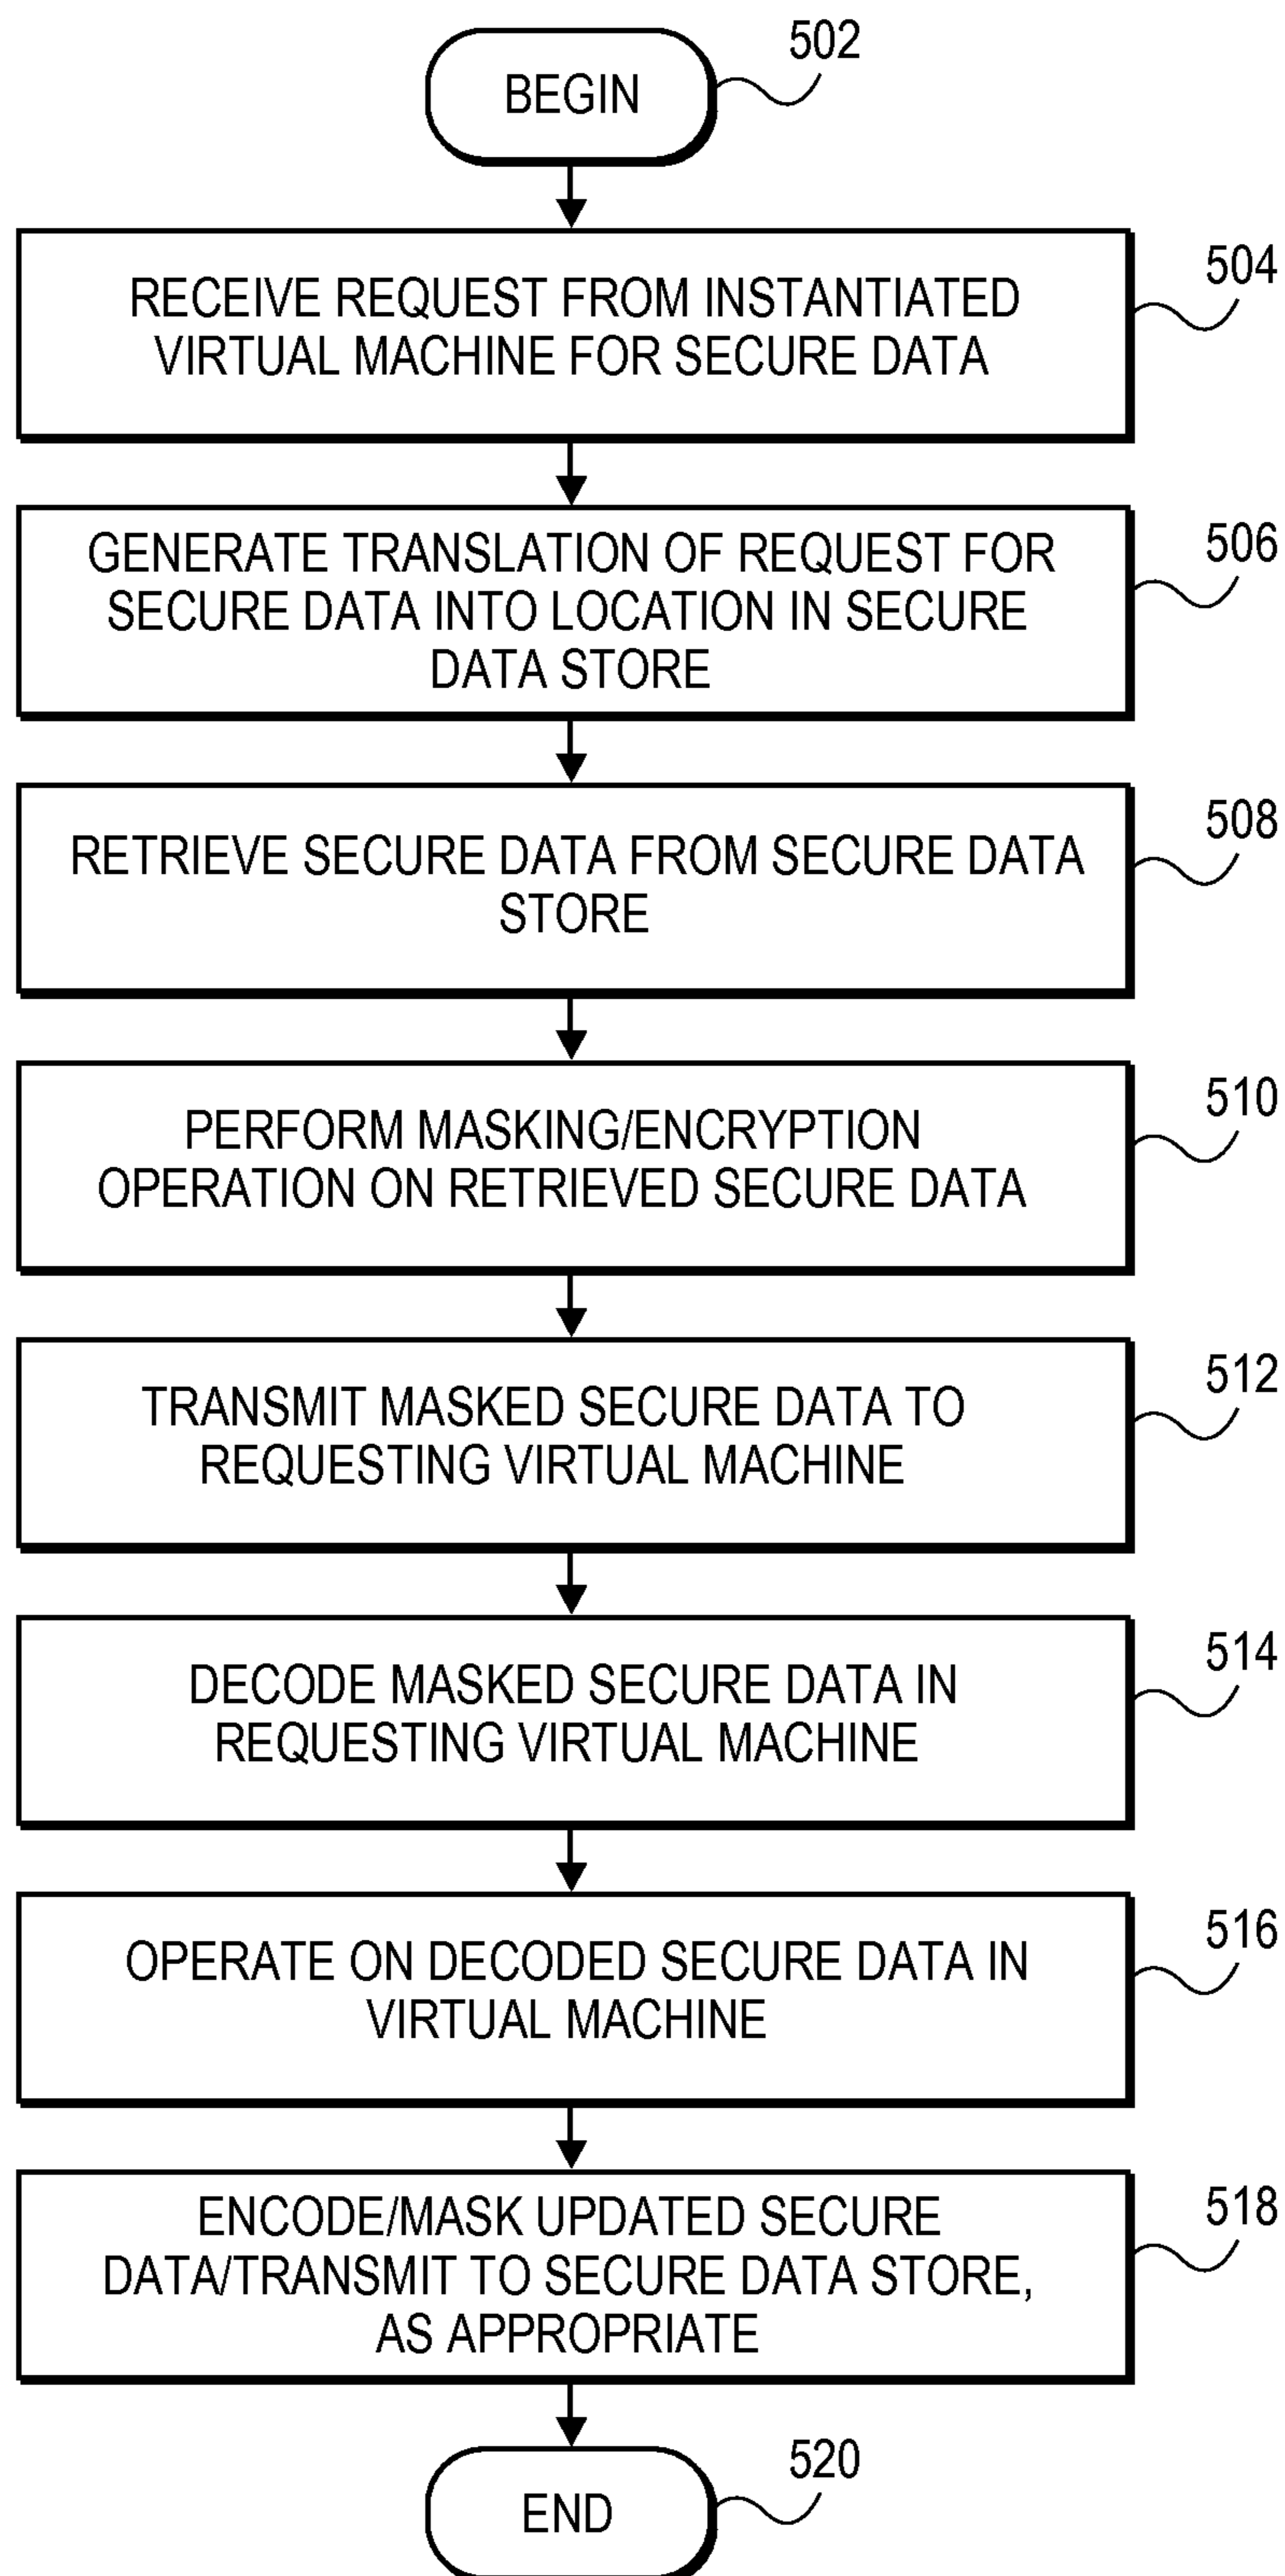 BEGIN
502
RECEIVE REQUEST FROM INSTANTIATED
VIRTUAL MACHINE FOR SECURE DATA
504
GENERATE TRANSLATION OF REQUEST FOR
SECURE DATA INTO LOCATION IN SECURE
DATA STORE
506
RETRIEVE SECURE DATA FROM SECURE DATA
STORE
508
PERFORM MASKING/ENCRYPTION
OPERATION ON RETRIEVED SECURE DATA
510
TRANSMIT MASKED SECURE DATA TO
REQUESTING VIRTUAL MACHINE
512
DECODE MASKED SECURE DATA IN
REQUESTING VIRTUAL MACHINE
514
OPERATE ON DECODED SECURE DATA IN
VIRTUAL MACHINE
516
ENCODE/MASK UPDATED SECURE
DATA/TRANSMIT TO SECURE DATA STORE,
AS APPROPRIATE
518
END
520